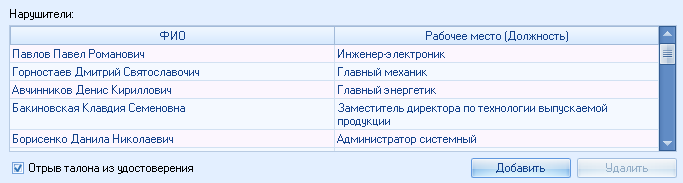 Нарушители:
ФИО Рабочее место (Должность)
Павлов Павел Романович Инженер-электроник
Горностаев Дмитрий Святославович Главный механик
Авчинников Денис Кириллович Главный энергетик
Бакиновская Клавдия Семеновна Заместитель директора по технологии выпускаемой
продукции
Борисенко Данила Николаевич Администратор системный
Отрыв талона из удостоверения Добавить Удалить